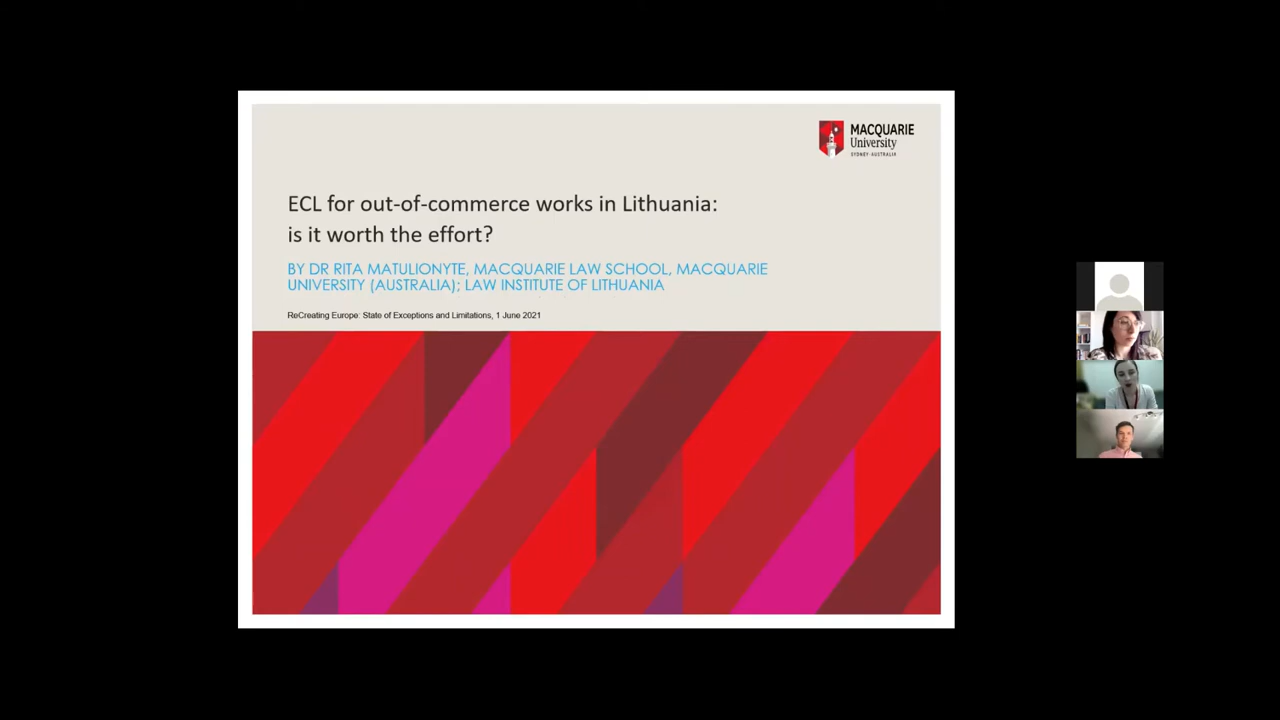 MACQUARIE
University
SYDNEY·AUSTRALIA
ECL for out-of-commerce works in Lithuania:
is it worth the effort?
BY DR RITA MATULIONYTE, MACQUARIE LAW SCHOOL, MACQUARIE
UNIVERSITY (AUSTRALIA); LAW INSTITUTE OF LITHUANIA
ReCreating Europe: State of Exceptions and Limitations, 1 June 2021